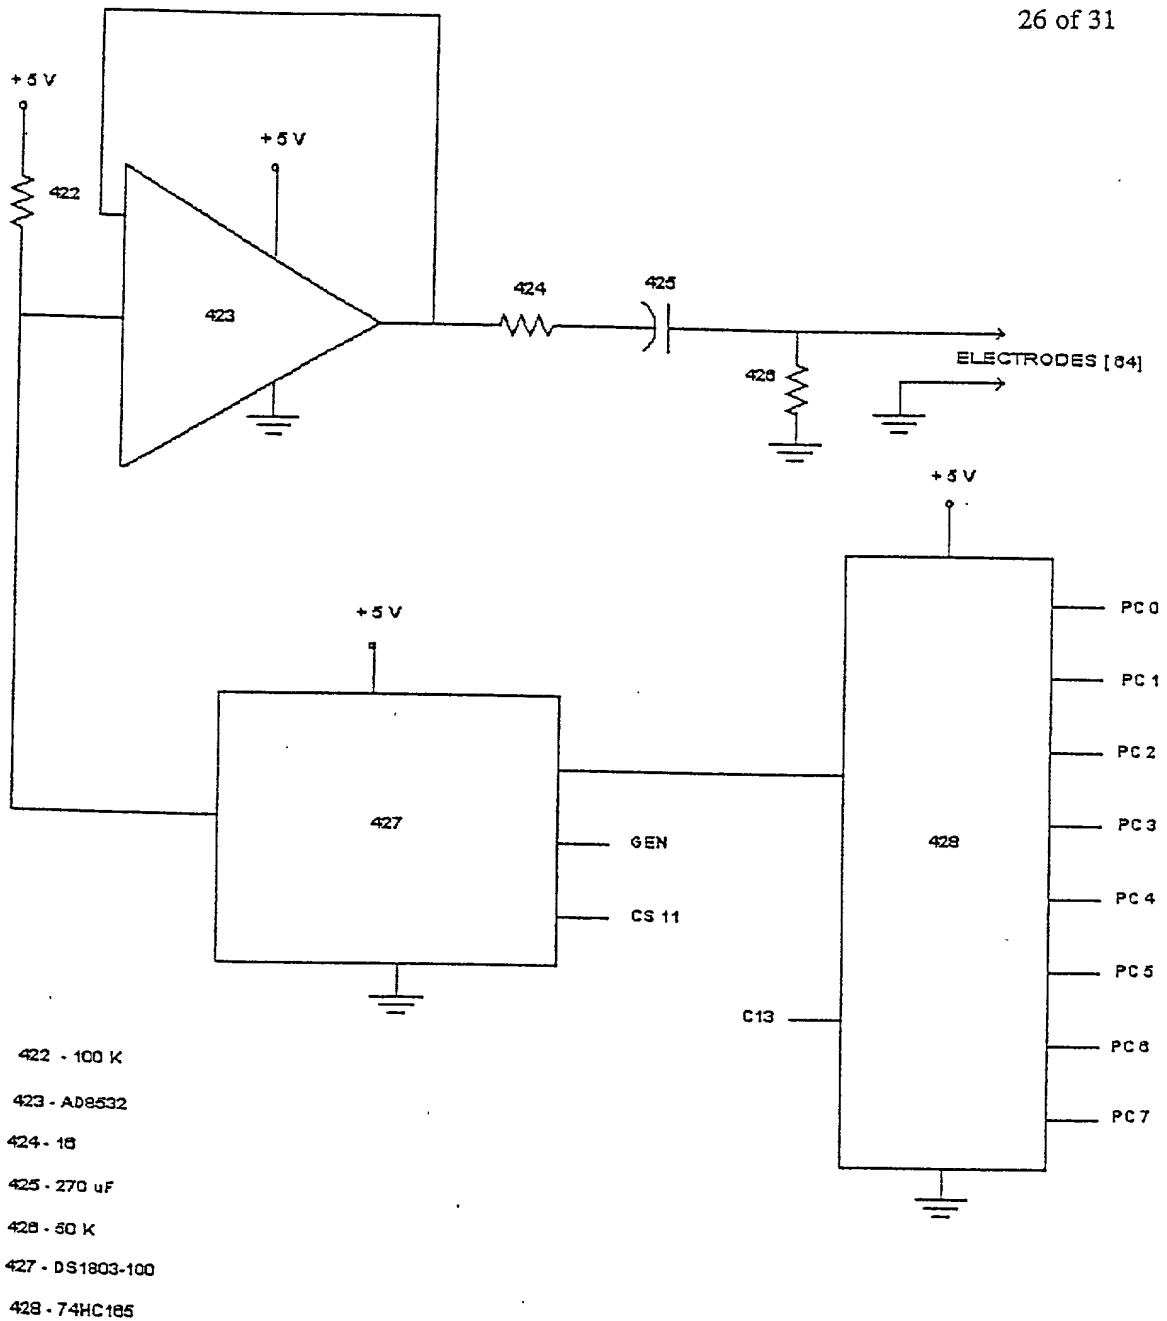 26 of 31
+ 5 V
+ 5 V
422
423
424
425
426
ELECTRODES [ 64]
+ 5 V
+ 5 V
427
GEN
CS 11
428
C13
PC 0
PC 1
PC 2
PC 3
PC 4
PC 5
PC 6
PC 7
422 - 100 K
423 - AD8532
424 - 16
425 - 270 uF
426 - 50 K
427 - DS1803-100
428 - 74HC165